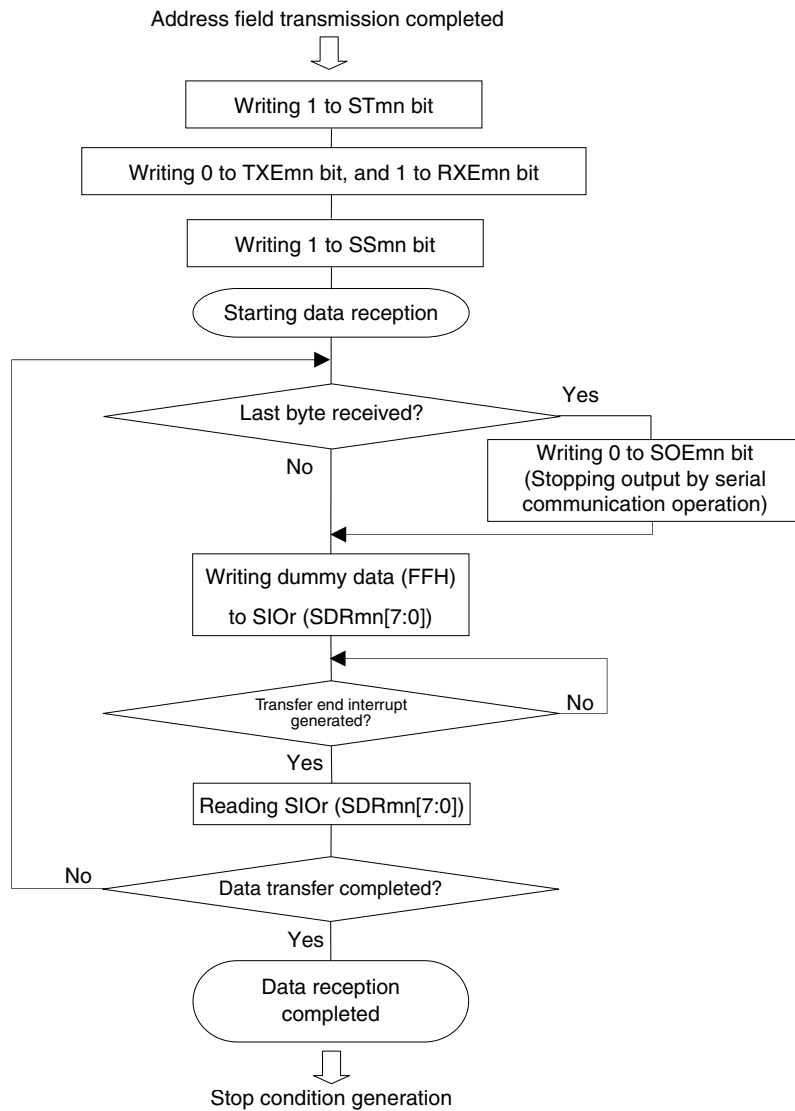 Address field transmission completed
Writing 1 to STmn bit
Writing 0 to TXEmn bit, and 1 to RXEmn bit
Writing 1 to SSmn bit
Starting data reception
Last byte received?
Yes
No
Writing 0 to SOEmn bit
(Stopping output by serial
communication operation)
Writing dummy data (FFH)
to SIOr (SDRmn[7:0])
Transfer end interrupt
generated?
No
Yes
Reading SIOr (SDRmn[7:0])
No
Data transfer completed?
Yes
Data reception
completed
Stop condition generation